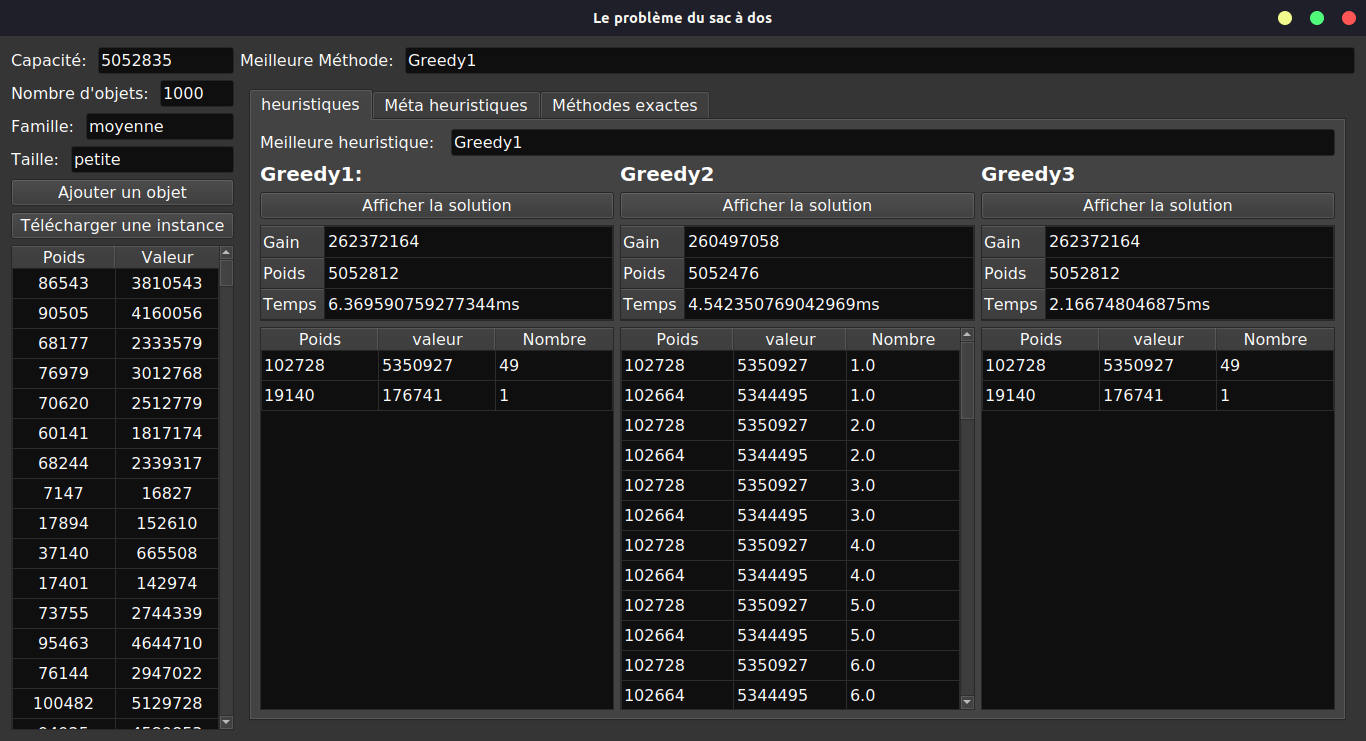 Le problème du sac à dos
Capacité: 5052835
Nombre d'objets: 1000
Famille: moyenne
Taille: petite
Ajouter un objet
Télécharger une instance
Poids Valeur
86543 3810543
90505 4160056
68177 2333579
76979 3012768
70620 2512779
60141 1817174
68244 2339317
7147 16827
17894 152610
37140 665508
17401 142974
73755 2744339
95463 4644710
76144 2947022
100482 5129728
Meilleure Méthode: Greedy1
heuristiques Méta heuristiques Méthodes exactes
Meilleure heuristique: Greedy1
Greedy1:
Afficher la solution
Gain 262372164
Poids 5052812
Temps 6.369590759277344ms
Poids valeur Nombre
102728 5350927 49
19140 176741 1
Greedy2
Afficher la solution
Gain 260497058
Poids 5052476
Temps 4.542350769042969ms
Poids valeur Nombre
102728 5350927 1.0
102664 5344495 1.0
102728 5350927 2.0
102664 5344495 2.0
102728 5350927 3.0
102664 5344495 3.0
102728 5350927 4.0
102664 5344495 4.0
102728 5350927 5.0
102664 5344495 5.0
102728 5350927 6.0
102664 5344495 6.0
Greedy3
Afficher la solution
Gain 262372164
Poids 5052812
Temps 2.166748046875ms
Poids valeur Nombre
102728 5350927 49
19140 176741 1